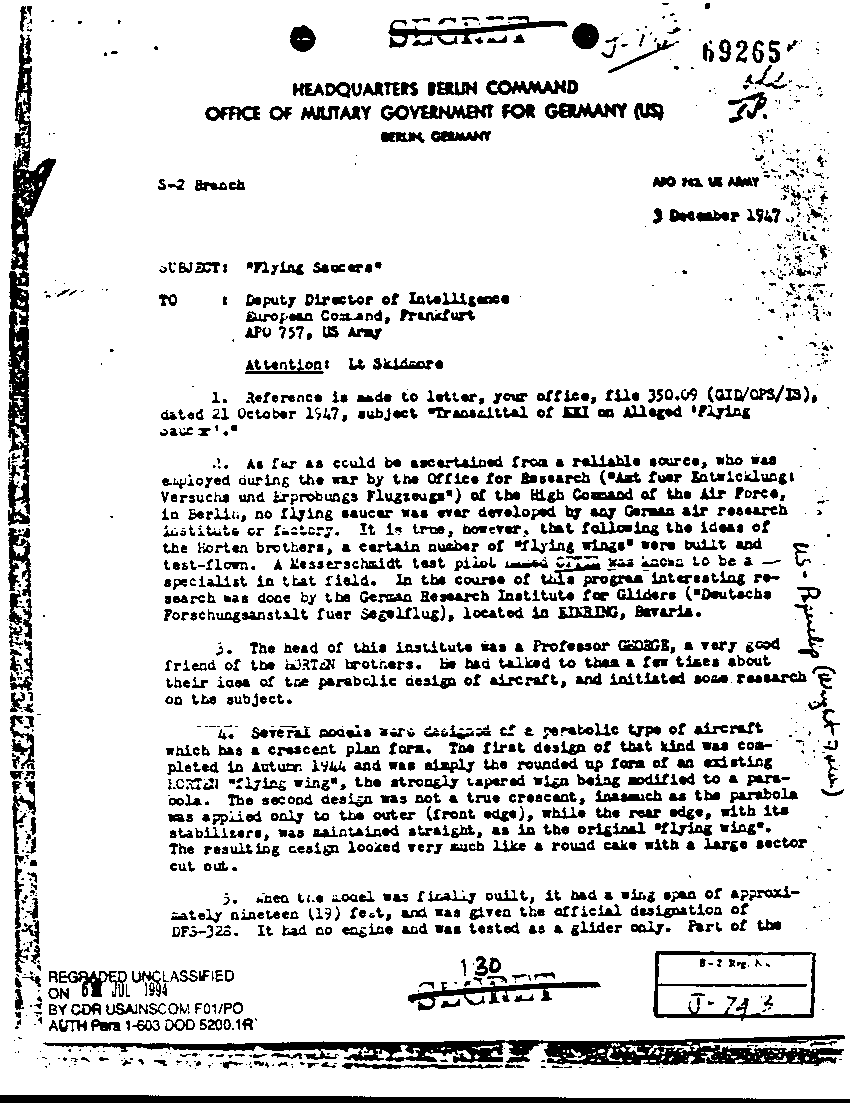 SECRET
69265
HEADQUARTERS BERLIN COMMAND
OFFICE OF MILITARY GOVERNMENT FOR GERMANY (US)
BERLIN, GERMANY
S-2 Branch
APO 742, US ARMY
3 December 1947
SUBJECT: "Flying Saucers"
TO : Deputy Director of Intelligence
European Command, Frankfurt
APO 757, US Army
Attention: Lt Skidmore
1. Reference is made to letter, your office, file 350.09 (GID/OPS/IS),
dated 21 October 1947, subject "Transmittal of EEI on Alleged 'Flying
Saucer'."
2. As far as could be ascertained from a reliable source, who was
employed during the war by the Office for Research ("Amt fuer Entwicklung:
Versuchs und Erprobungs Flugzeugs") of the High Command of the Air Force,
in Berlin, no flying saucer was ever developed by any German air research
institute or factory. It is true, however, that following the ideas of
the Horten brothers, a certain number of "flying wings" were built and
test-flown. A Messerschmidt test pilot named was known to be a
specialist in that field. In the course of this program interesting re-
search was done by the German Research Institute for Gliders ("Deutsche
Forschungsanstalt fuer Segelflug), located in Bavaria.
3. The head of this institute was a Professor GEORGE, a very good
friend of the HORTEN brothers. He had talked to them a few times about
their idea of the parabolic design of aircraft, and initiated some research
on the subject.
4. Several models were designed of a parabolic type of aircraft
which has a crescent plan form. The first design of that kind was com-
pleted in Autumn 1944 and was simply the rounded up form of an existing
HORTEN "flying wing", the strongly tapered wign being modified to a para-
bola. The second design was not a true crescent, inasmuch as the parabola
was applied only to the outer (front edge), while the rear edge, with its
stabilizers, was maintained straight, as in the original "flying wing".
The resulting design looked very much like a round cake with a large sector
cut out.
5. When the model was finally built, it had a wing span of approxi-
mately nineteen (19) feet, and was given the official designation of
DFS-328. It had no engine and was tested as a glider only. Part of the
US - Paperclip (Wright Field)
130
SECRET
REGRADED UNCLASSIFIED
ON JUL 1994
BY CDR USAINSCOM F01/PO
AUTH Para 1-603 DOD 5200.1R
S-2 Reg. No.
J-743